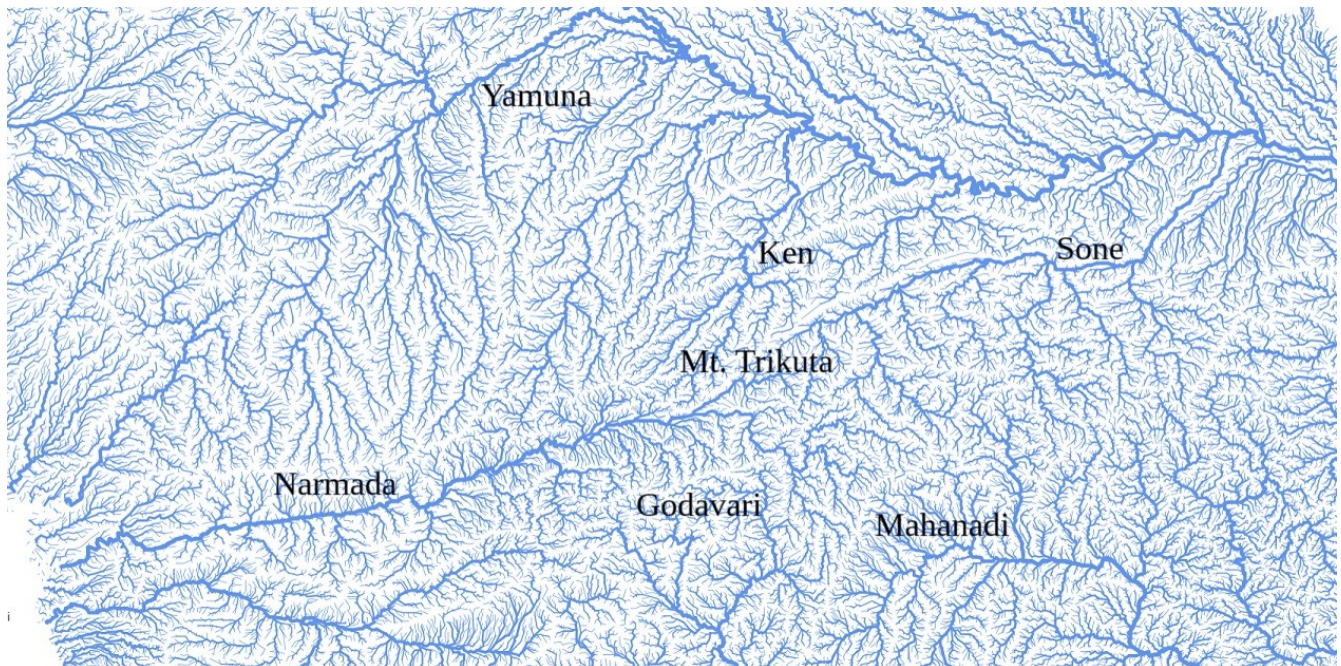 Yamuna
Ken
Sone
Mt. Trikuta
Narmada
Godavari
Mahanadi
i